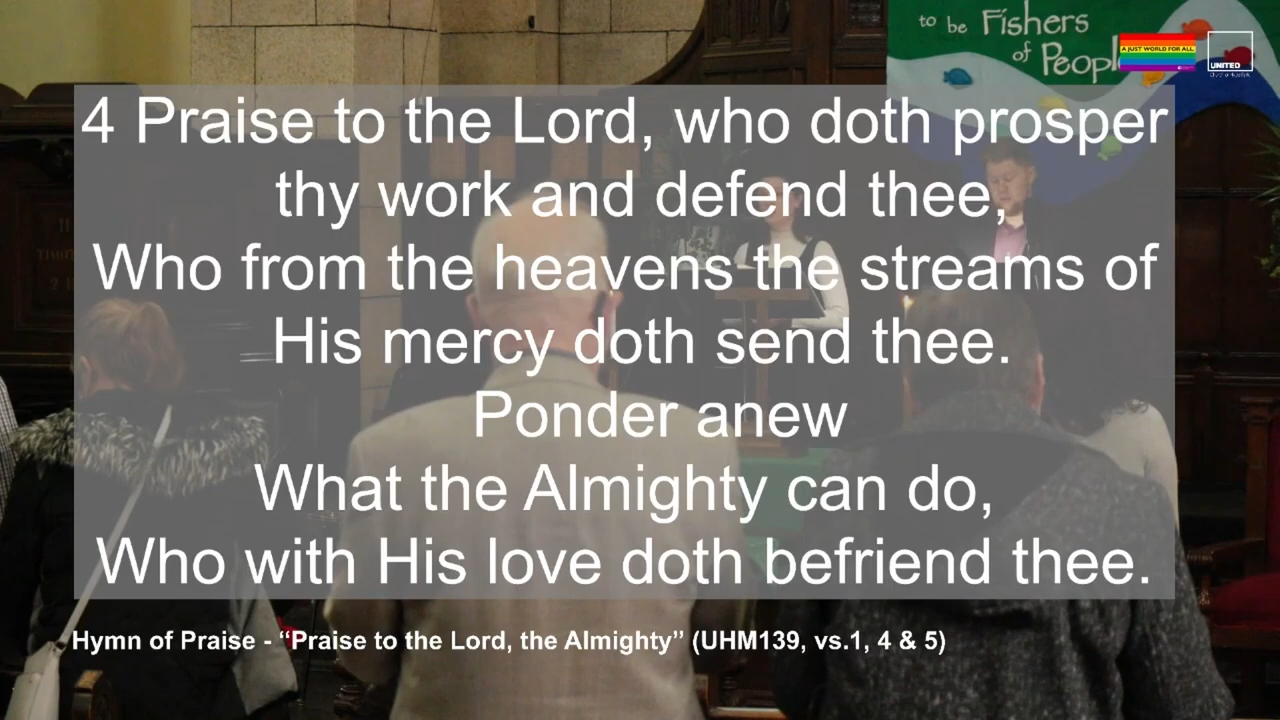 to be Fishers
of People
A JUST WORLD FOR ALL
UNITED
4 Praise to the Lord, who doth prosper
thy work and defend thee,
Who from the heavens the streams of
His mercy doth send thee.
Ponder anew
What the Almighty can do,
Who with His love doth befriend thee.
Hymn of Praise - “Praise to the Lord, the Almighty” (UHM139, vs.1, 4 & 5)